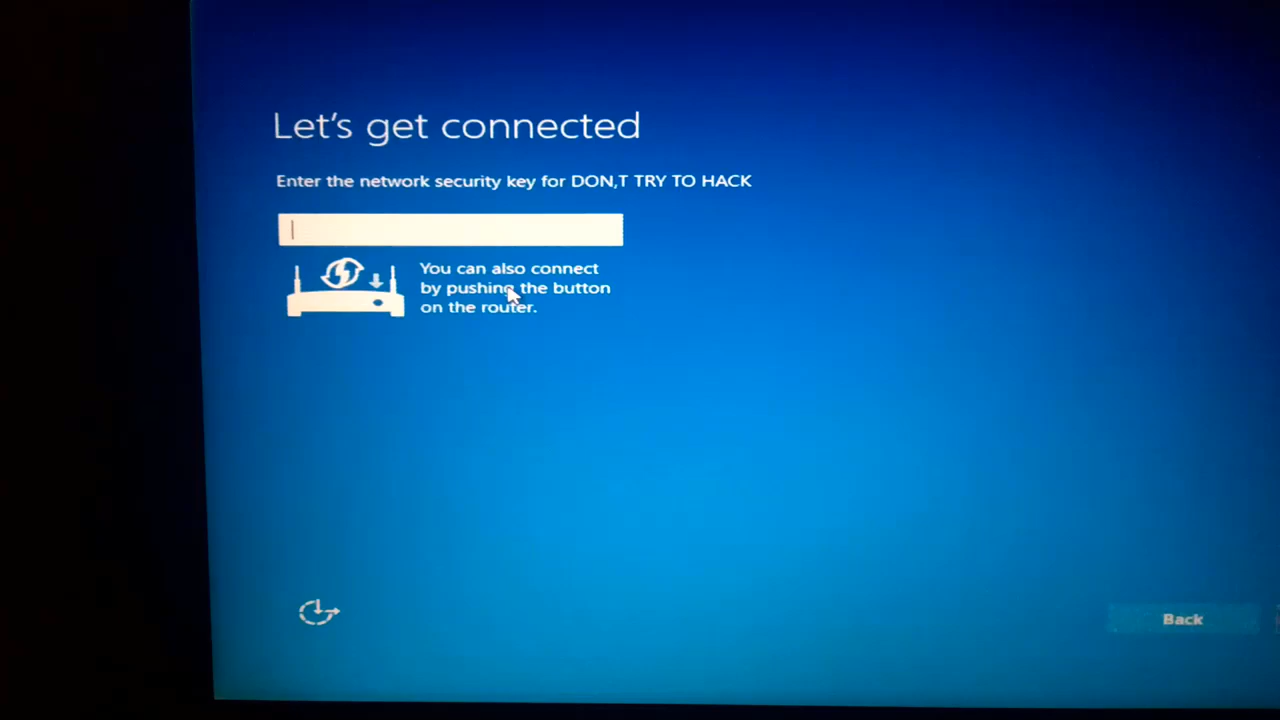 Let's get connected
Enter the network security key for DON,T TRY TO HACK
You can also connect
by pushing the button
on the router.
Back